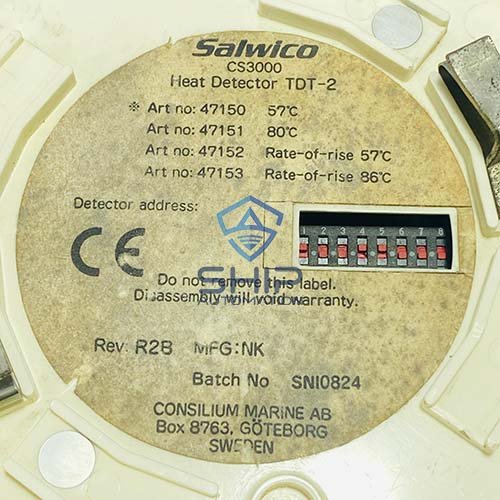 Salwico
CS3000
Heat Detector TDT-2
※ Art no: 47150 57℃
Art no: 47151 80℃
Art no: 47152 Rate-of-rise 57℃
Art no: 47153 Rate-of-rise 86℃
Detector address:
2 3 4 5 6 7 8
CE
Do not remove this label.
Disassembly will void warranty.
SHIP
Rev. R2B MFG:NK
Batch No SNI0824
CONSILIUM MARINE AB
Box 8763, GÖTEBORG
SWEDEN